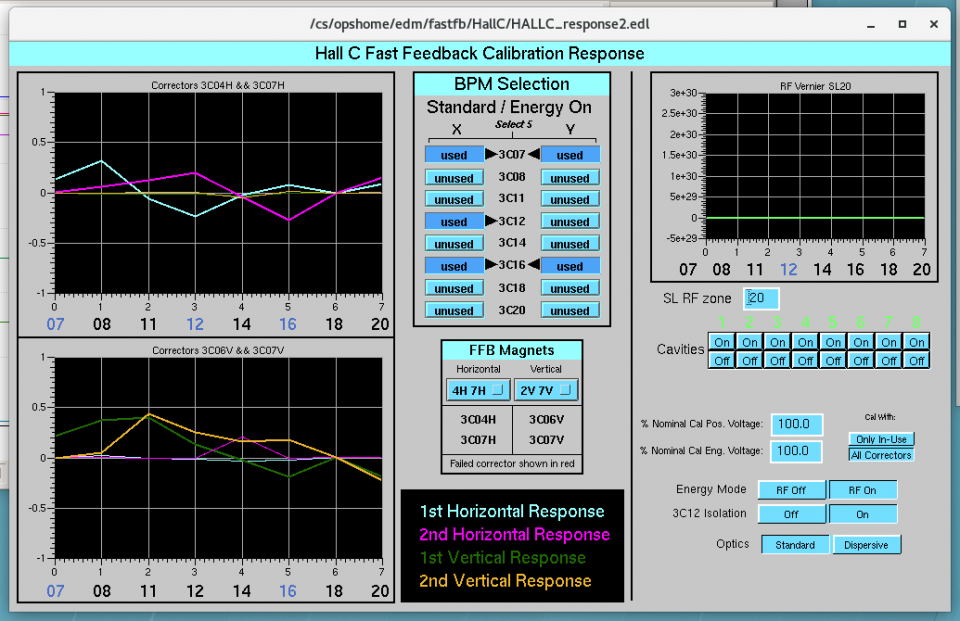 /cs/opshome/edm/fastfb/HallC/HALLC_response2.edl
Hall C Fast Feedback Calibration Response
Correctors 3C04H && 3C07H
1
0.5
0
-0.5
-1
0 1 2 3 4 5 6 7
07 08 11 12 14 16 18 20
Correctors 3C06V && 3C07V
1
0.5
0
-0.5
-1
0 1 2 3 4 5 6 7
07 08 11 12 14 16 18 20
BPM Selection
Standard / Energy On
X Select 5 Y
used 3C07 used
unused 3C08 unused
unused 3C11 unused
used 3C12 unused
unused 3C14 unused
used 3C16 used
unused 3C18 unused
unused 3C20 unused
FFB Magnets
Horizontal Vertical
4H 7H 2V 7V
3C04H 3C06V
3C07H 3C07V
Failed corrector shown in red
1st Horizontal Response
2nd Horizontal Response
1st Vertical Response
2nd Vertical Response
RF Vernier SL20
3e+30
2.5e+30
2e+30
1.5e+30
1e+30
5e+29
0
-5e+29
0 1 2 3 4 5 6 7
07 08 11 12 14 16 18 20
SL RF zone 20
1 2 3 4 5 6 7 8
Cavities
On On On On On On On On
Off Off Off Off Off Off Off Off
% Nominal Cal Pos. Voltage: 100.0
% Nominal Cal Eng. Voltage: 100.0
Cal With:
Only In-Use
All Correctors
Energy Mode RF Off RF On
3C12 Isolation Off On
Optics Standard Dispersive